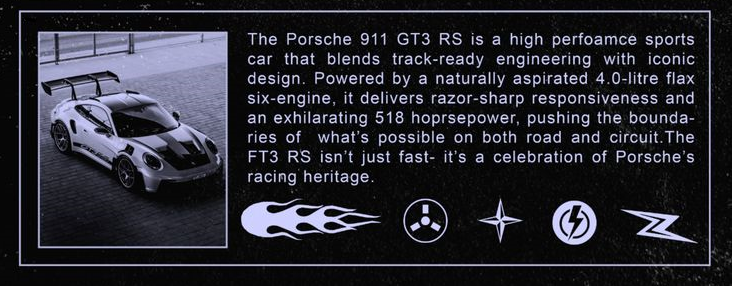 The Porsche 911 GT3 RS is a high perfoamce sports
car that blends track-ready engineering with iconic
design. Powered by a naturally aspirated 4.0-litre flax
six-engine, it delivers razor-sharp responsiveness and
an exhilarating 518 hoprsepower, pushing the bounda-
ries of what's possible on both road and circuit.The
FT3 RS isn't just fast- it's a celebration of Porsche's
racing heritage.